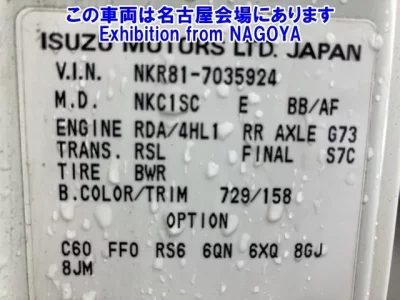 この車両は名古屋会場にあります
Exhibition from NAGOYA
ISUZU MOTORS LTD. JAPAN
V.I.N. NKR81-7035924
M.D. NKC1SC E BB/AF
ENGINE RDA/4HL1 RR AXLE G73
TRANS. RSL FINAL S7C
TIRE BWR
B.COLOR/TRIM 729/158
OPTION
C60 FF0 RS6 6QN 6XQ 8GJ
8JM